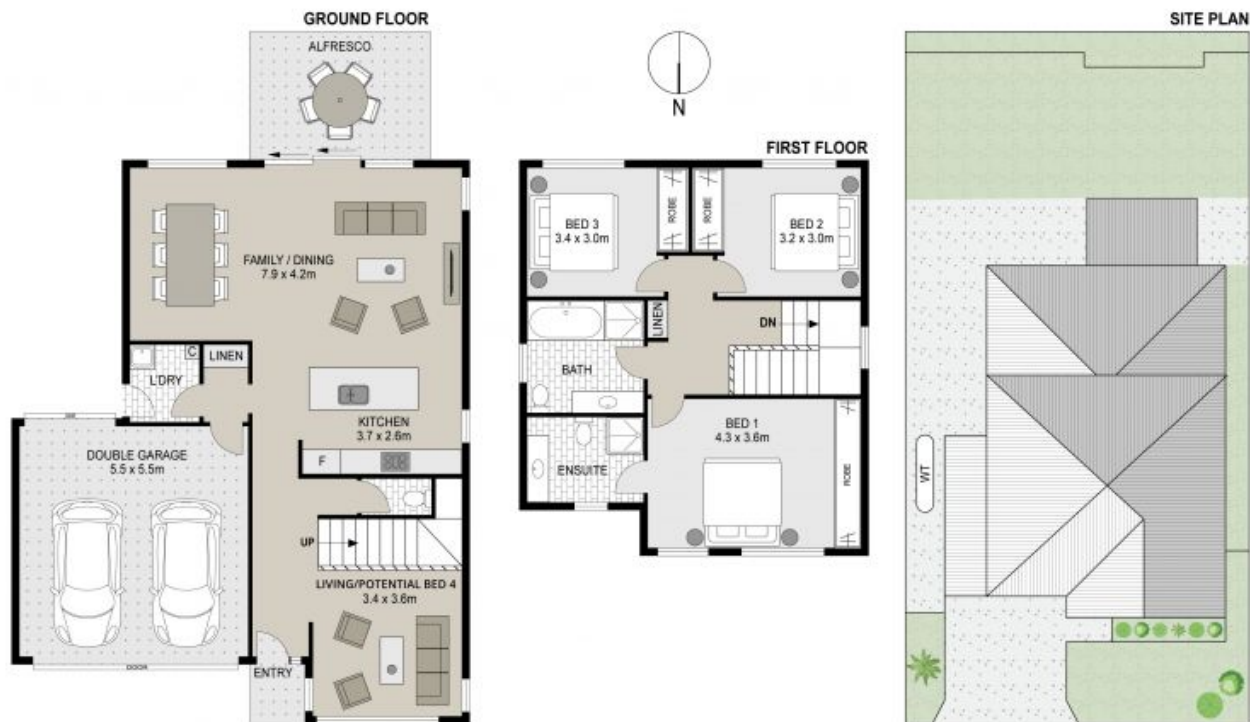 GROUND FLOOR
ALFRESCO
FAMILY / DINING
7.9 x 4.2m
C
LINEN
L'DRY
KITCHEN
3.7 x 2.6m
F
DOUBLE GARAGE
5.5 x 5.5m
UP
LIVING/POTENTIAL BED 4
3.4 x 3.6m
DOOR
ENTRY
N
FIRST FLOOR
BED 3
3.4 x 3.0m
ROBE
ROBE
BED 2
3.2 x 3.0m
LINEN
DN
BATH
BED 1
4.3 x 3.6m
ENSUITE
ROBE
SITE PLAN
WT